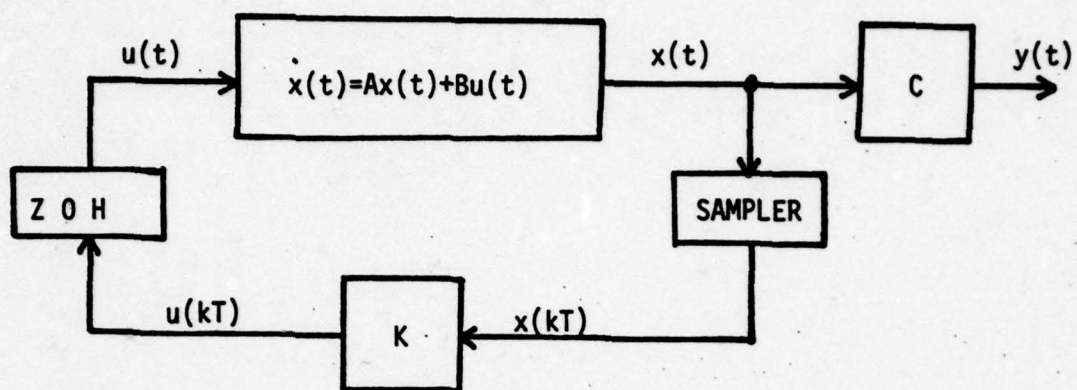 u(t)
ẋ(t)=Ax(t)+Bu(t)
x(t)
C
y(t)
Z O H
SAMPLER
u(kT)
K
x(kT)